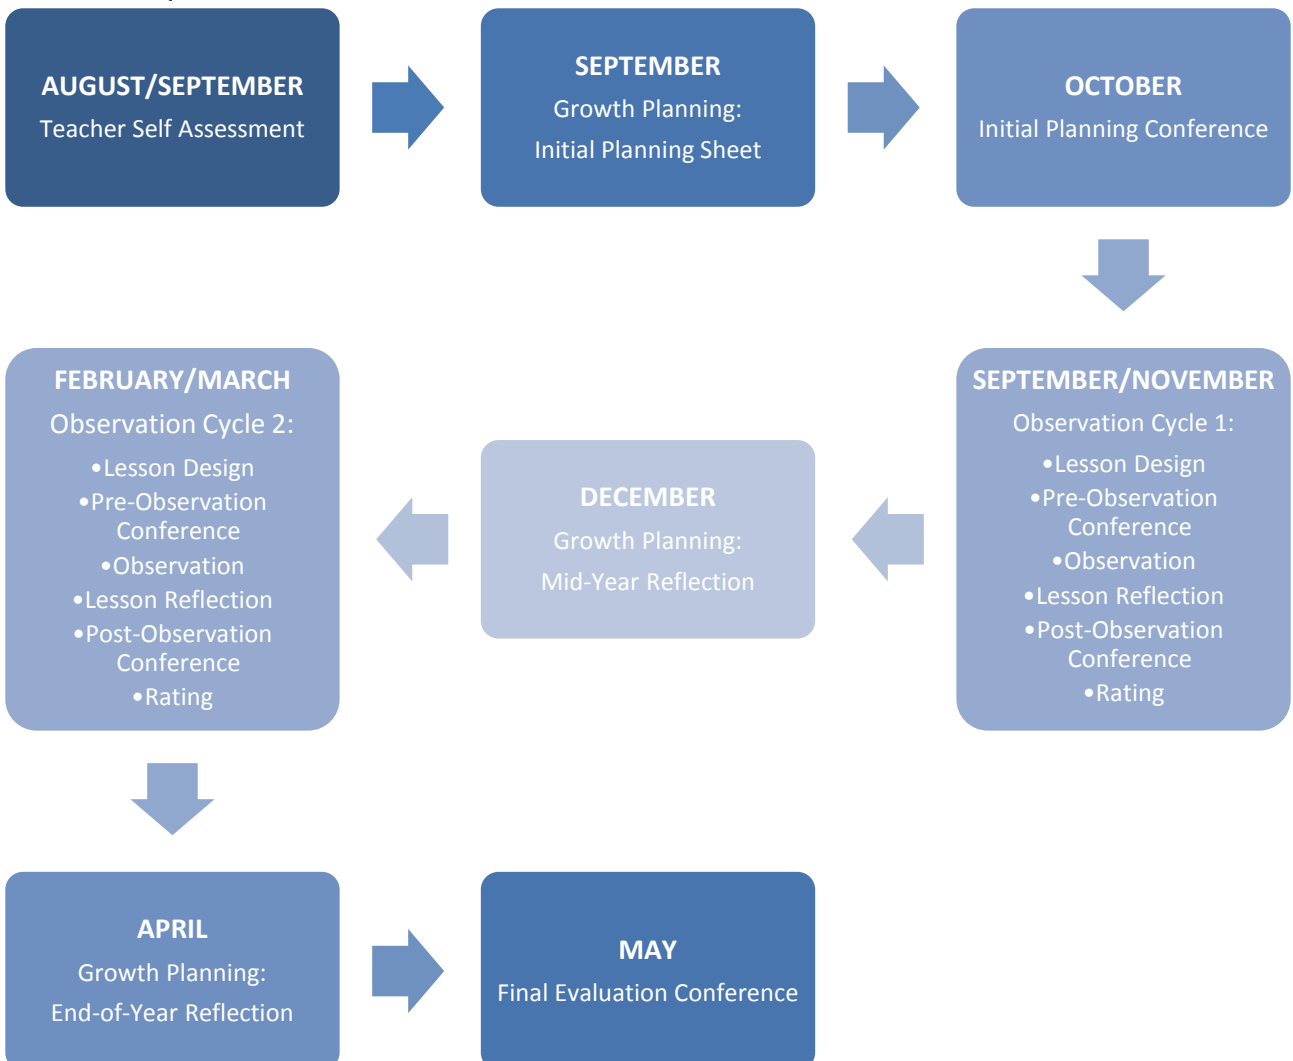 AUGUST/SEPTEMBER
Teacher Self Assessment
SEPTEMBER
Growth Planning:
Initial Planning Sheet
OCTOBER
Initial Planning Conference
SEPTEMBER/NOVEMBER
Observation Cycle 1:
•Lesson Design
•Pre-Observation
Conference
•Observation
•Lesson Reflection
•Post-Observation
Conference
•Rating
DECEMBER
Growth Planning:
Mid-Year Reflection
FEBRUARY/MARCH
Observation Cycle 2:
•Lesson Design
•Pre-Observation
Conference
•Observation
•Lesson Reflection
•Post-Observation
Conference
•Rating
APRIL
Growth Planning:
End-of-Year Reflection
MAY
Final Evaluation Conference